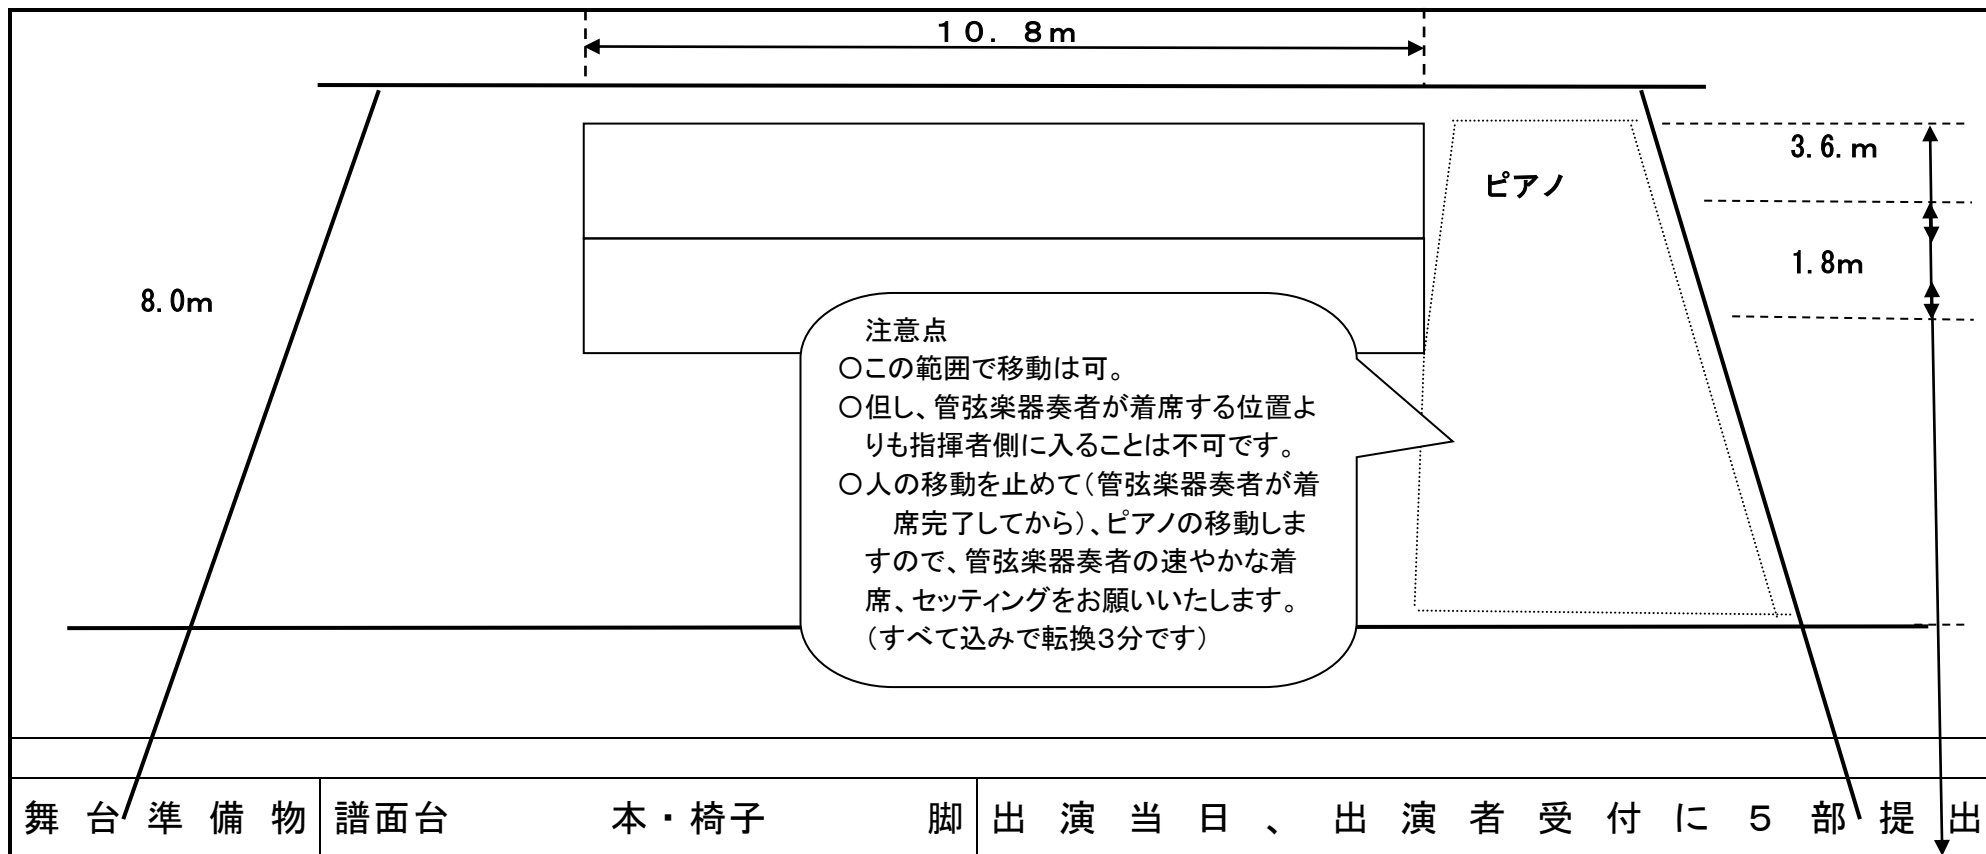 １０．８ｍ
3.6.ｍ
ピアノ
1.8ｍ
8.0ｍ
注意点
○この範囲で移動は可。
○但し、管弦楽器奏者が着席する位置よ
りも指揮者側に入ることは不可です。
○人の移動を止めて（管弦楽器奏者が着
席完了してから）、ピアノの移動しま
すので、管弦楽器奏者の速やかな着
席、セッティングをお願いいたします。
（すべて込みで転換３分です）
舞台準備物 譜面台 本・椅子 脚 出演当日、出演者受付に５部提出